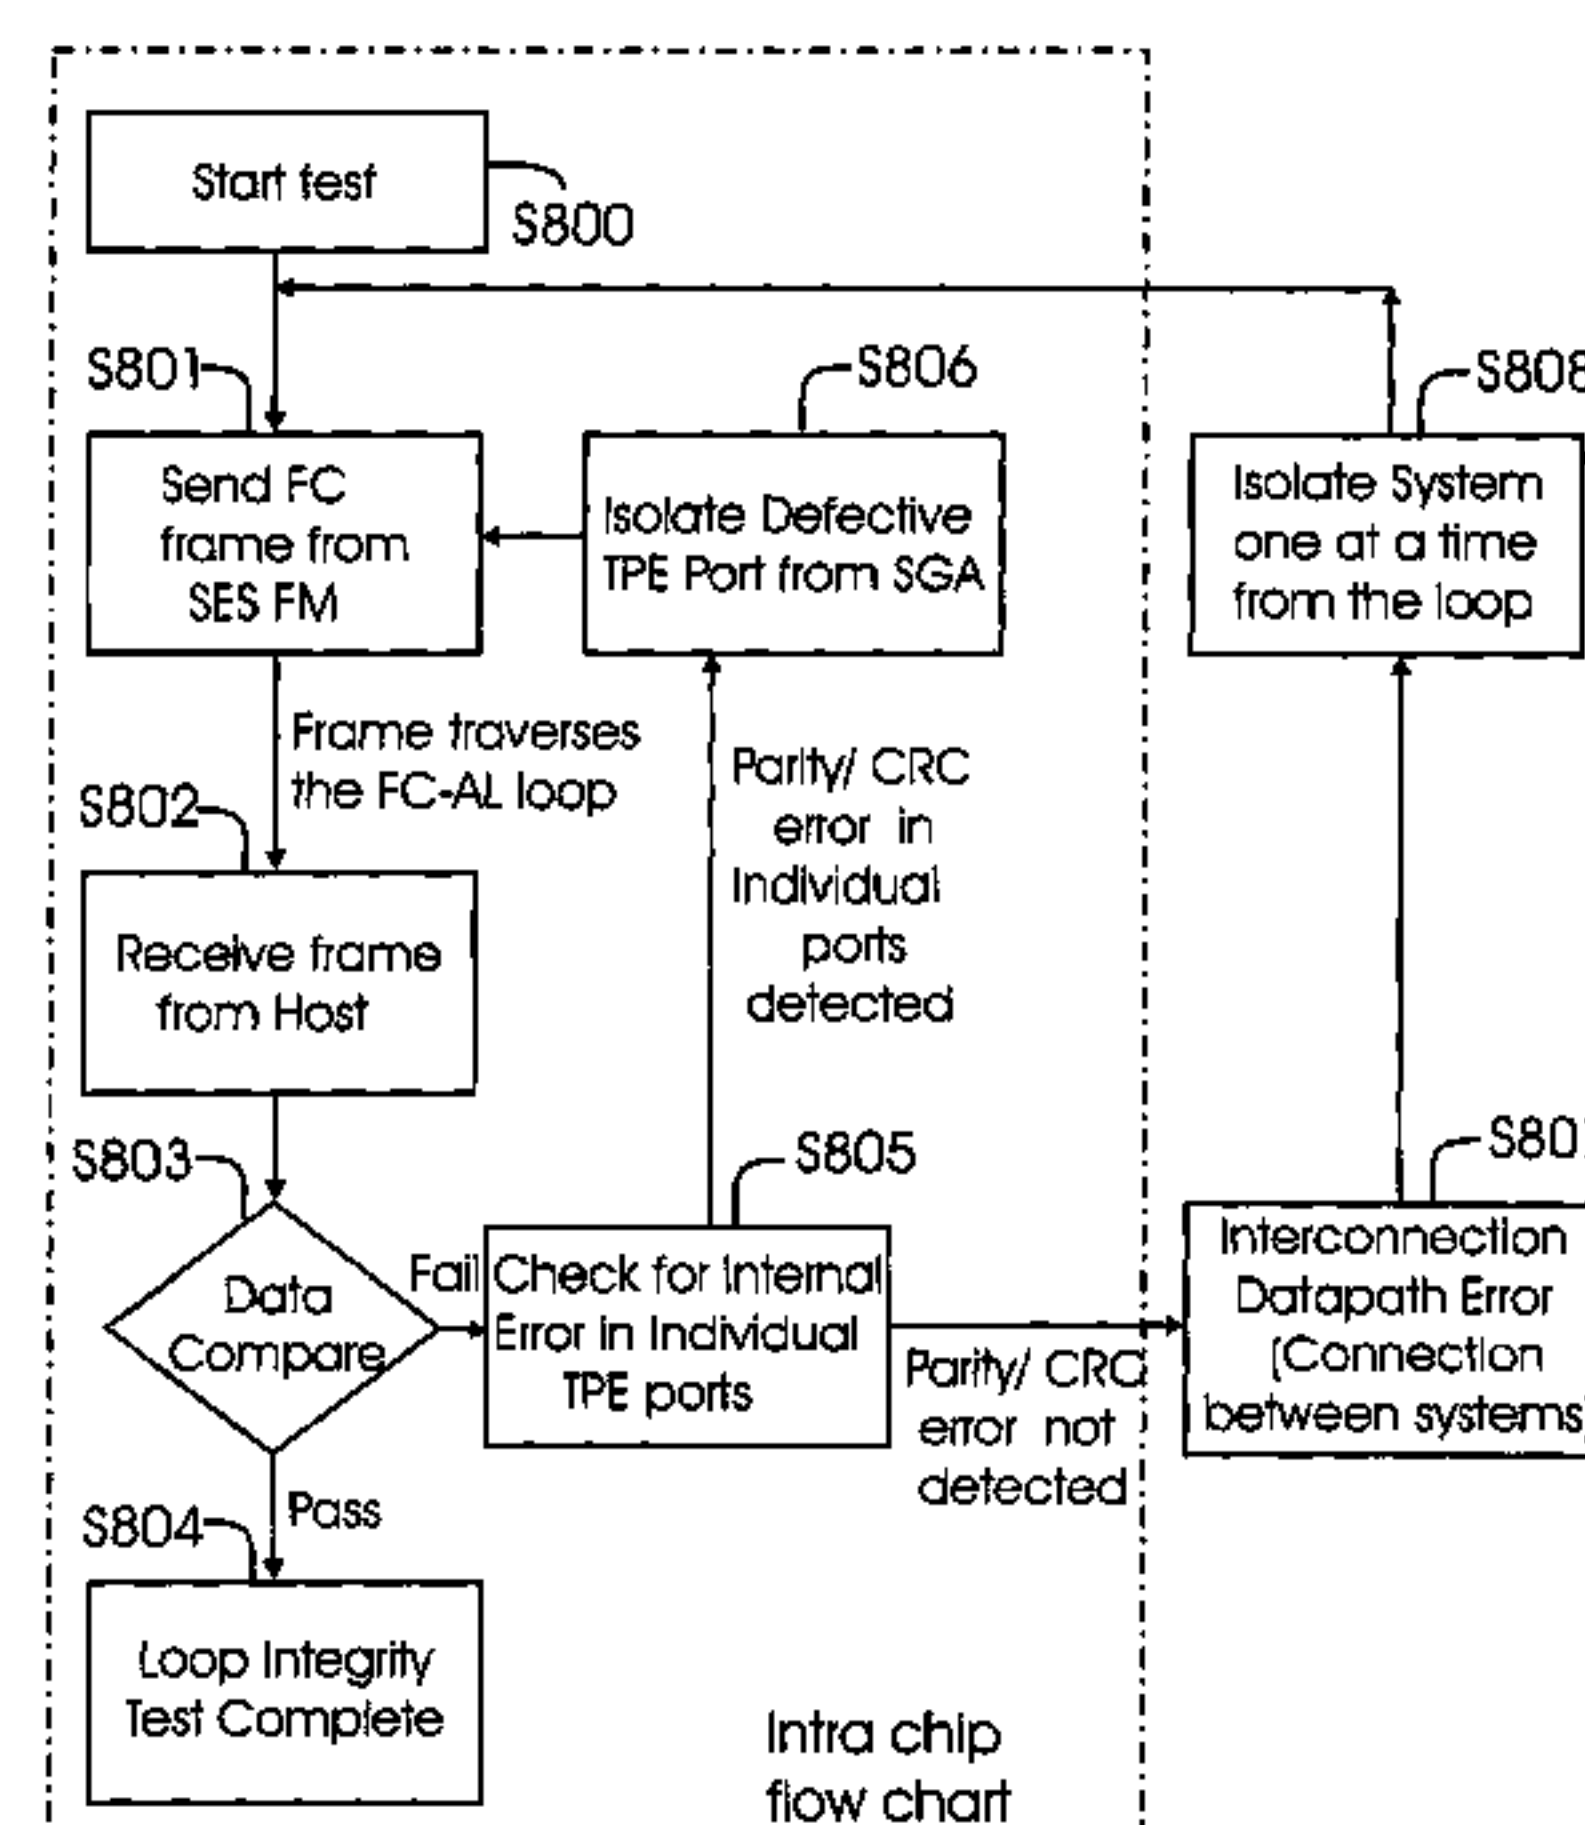 Start test
S800
S801
S806
S808
Send FC
frame from
SES FM
Isolate Defective
TPE Port from SGA
Isolate System
one at a time
from the loop
Frame traverses
the FC-AL loop
Parity/ CRC
error in
Individual
ports
detected
S802
Receive frame
from Host
S803
S805
Data
Compare
Fail
Check for Internal
Error in Individual
TPE ports
Parity/ CRC
error not
detected
Interconnection
Datapath Error
(Connection
between systems)
Pass
S804
Loop Integrity
Test Complete
Intra chip
flow chart